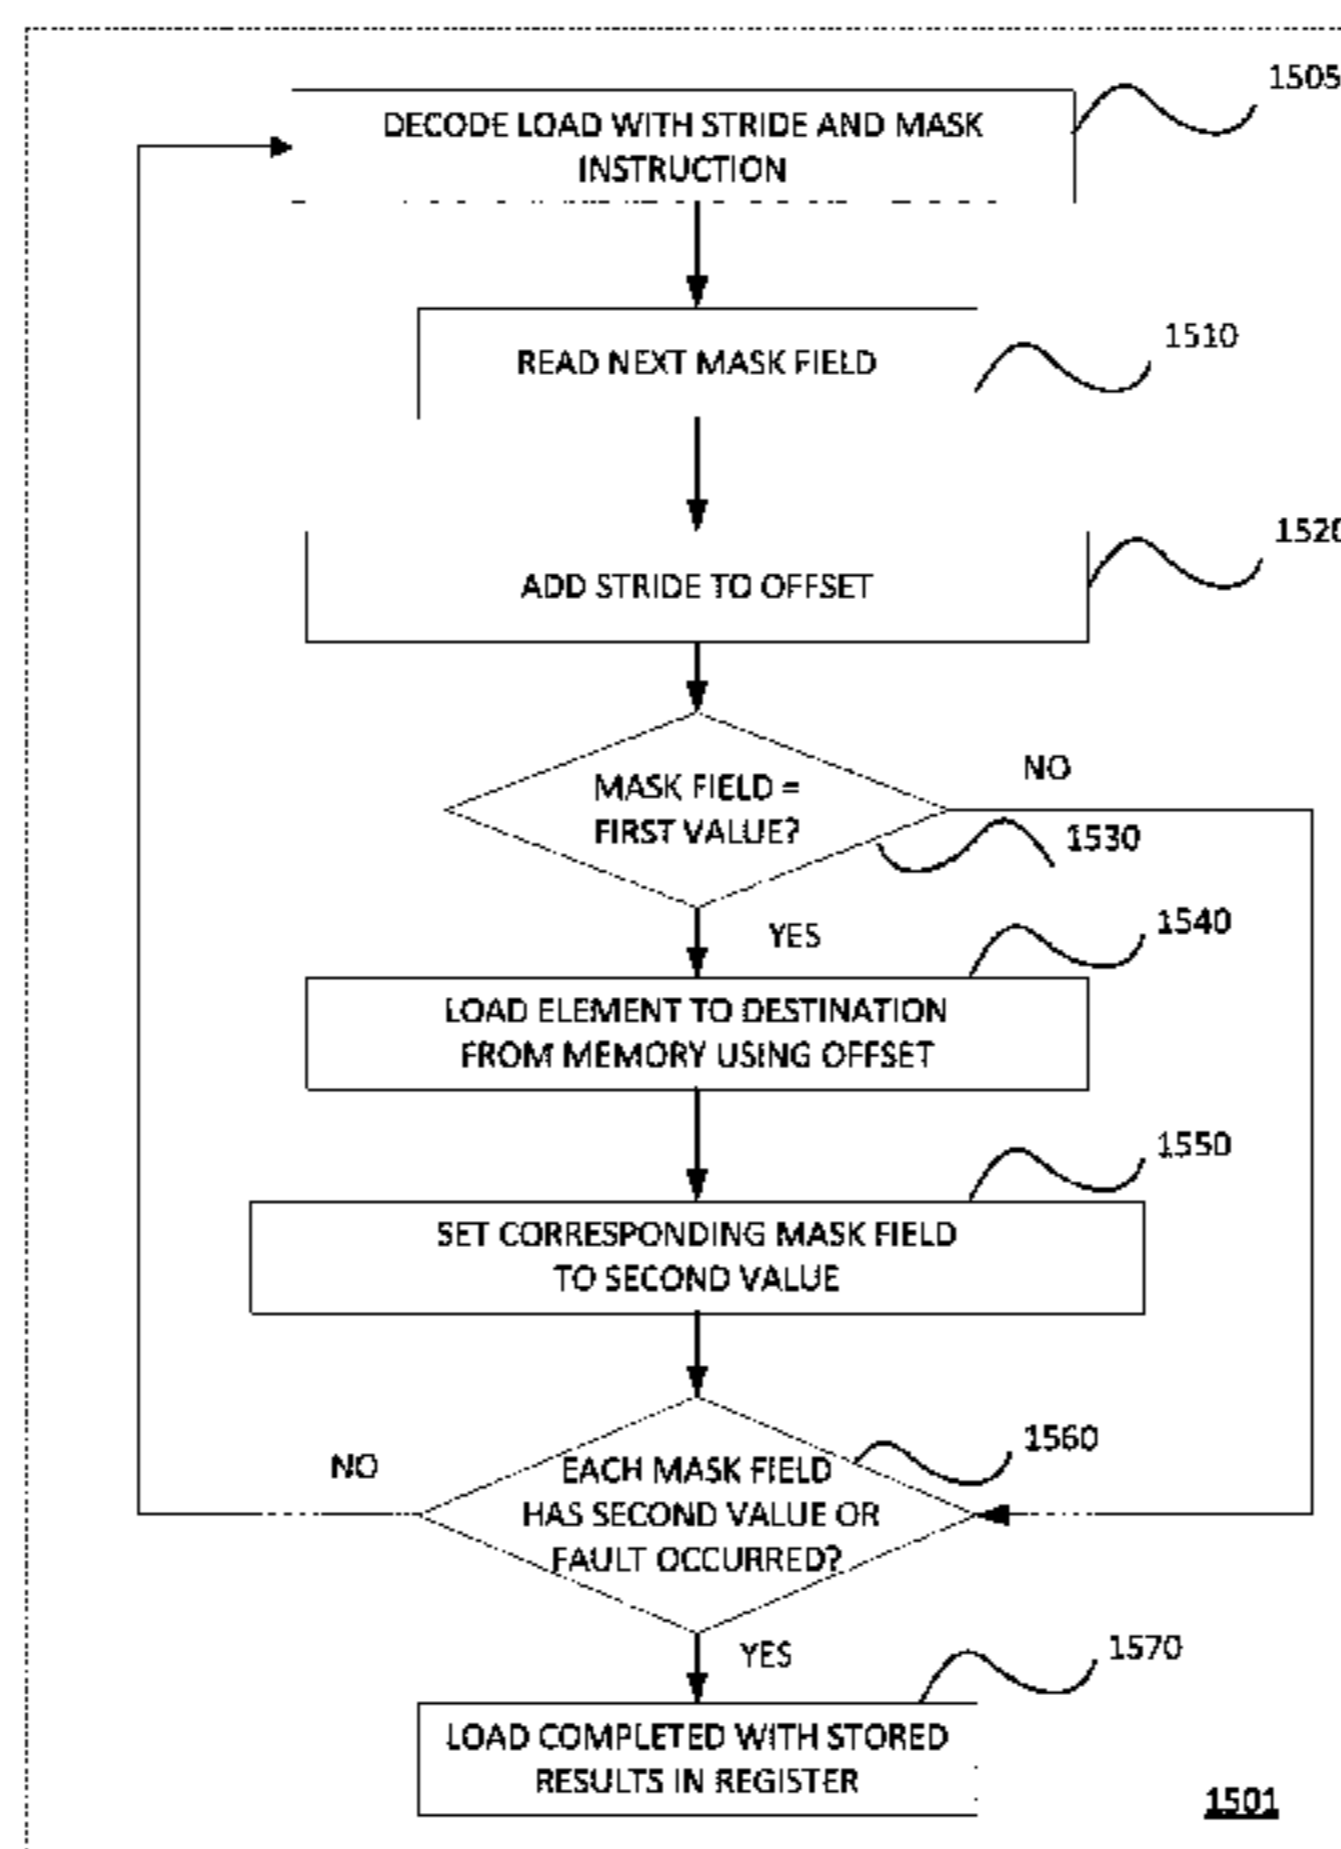 1505
DECODE LOAD WITH STRIDE AND MASK
INSTRUCTION
1510
READ NEXT MASK FIELD
1520
ADD STRIDE TO OFFSET
NO
MASK FIELD =
FIRST VALUE?
1530
YES
1540
LOAD ELEMENT TO DESTINATION
FROM MEMORY USING OFFSET
1550
SET CORRESPONDING MASK FIELD
TO SECOND VALUE
1560
NO
EACH MASK FIELD
HAS SECOND VALUE OR
FAULT OCCURRED?
YES
1570
LOAD COMPLETED WITH STORED
RESULTS IN REGISTER
1501